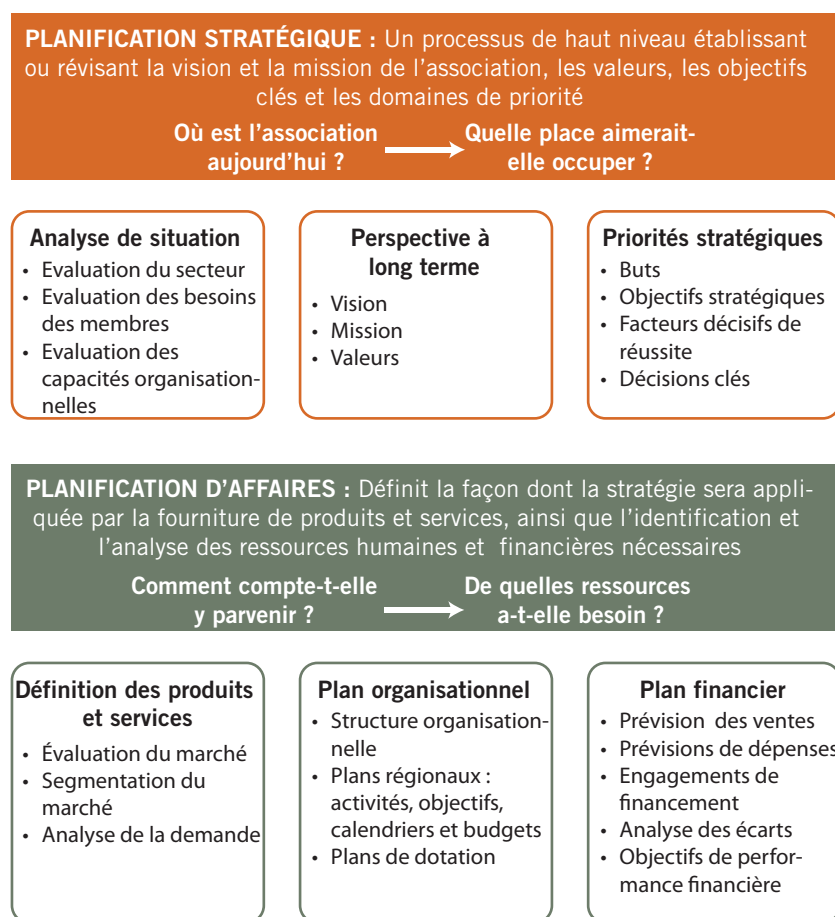 PLANIFICATION STRATÉGIQUE : Un processus de haut niveau établissant
ou révisant la vision et la mission de l'association, les valeurs, les objectifs
clés et les domaines de priorité
Où est l'association
aujourd'hui ?
Quelle place aimerait-
elle occuper ?
Analyse de situation
• Evaluation du secteur
• Evaluation des besoins
des membres
• Evaluation des
capacités organisation-
nelles
Perspective à
long terme
• Vision
• Mission
• Valeurs
Priorités stratégiques
• Buts
• Objectifs stratégiques
• Facteurs décisifs de
réussite
• Décisions clés
PLANIFICATION D'AFFAIRES : Définit la façon dont la stratégie sera appli-
quée par la fourniture de produits et services, ainsi que l'identification et
l'analyse des ressources humaines et financières nécessaires
Comment compte-t-elle
y parvenir ?
De quelles ressources
a-t-elle besoin ?
Définition des produits
et services
• Évaluation du marché
• Segmentation du
marché
• Analyse de la demande
Plan organisationnel
• Structure organisation-
nelle
• Plans régionaux :
activités, objectifs,
calendriers et budgets
• Plans de dotation
Plan financier
• Prévision des ventes
• Prévisions de dépenses
• Engagements de
financement
• Analyse des écarts
• Objectifs de perfor-
mance financière